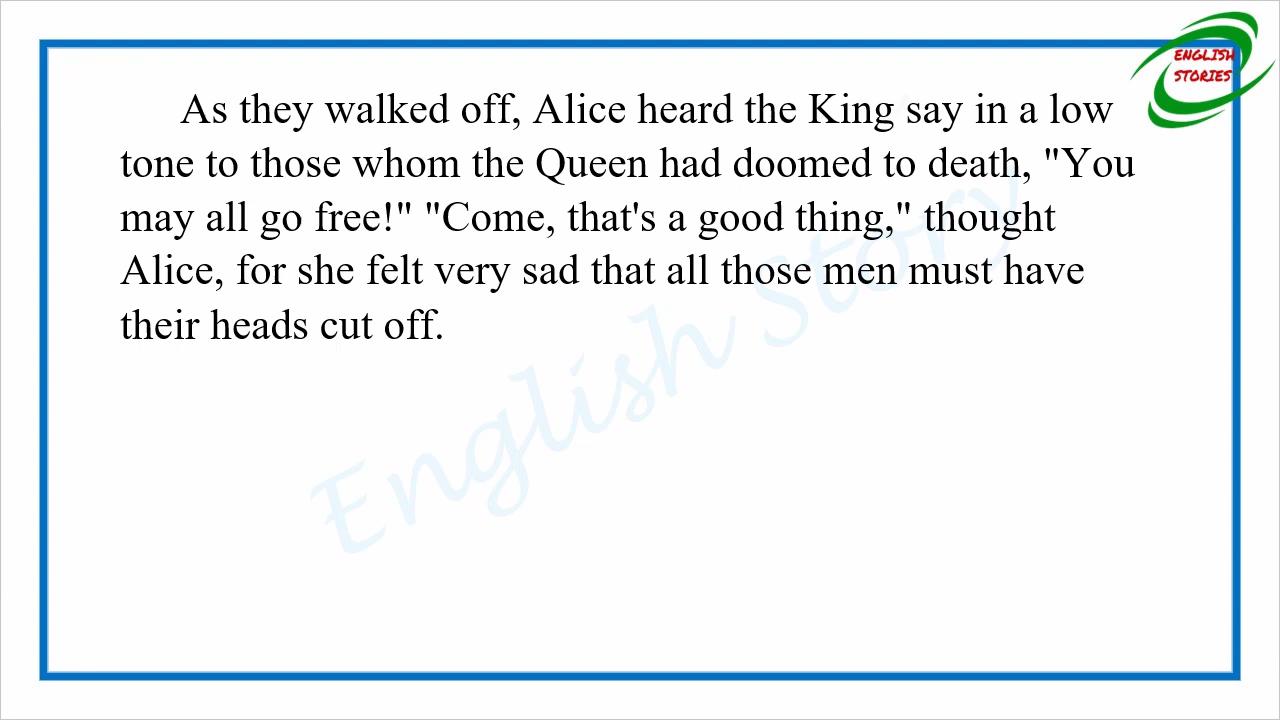 ENGLISH
STORIES
As they walked off, Alice heard the King say in a low
tone to those whom the Queen had doomed to death, "You
may all go free!" "Come, that's a good thing," thought
Alice, for she felt very sad that all those men must have
their heads cut off.
English Story